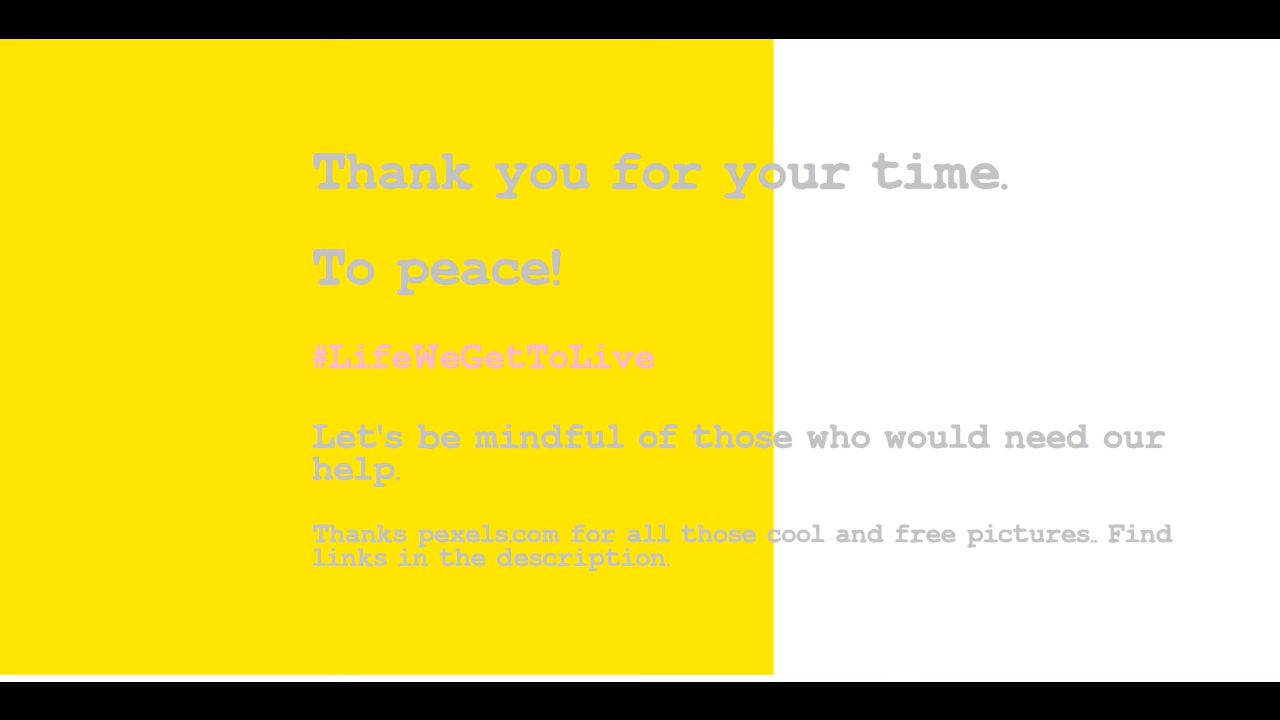 Thank you for your time.
To peace!
#LifeWeGetToLive
Let's be mindful of those who would need our
help.
Thanks pexels.com for all those cool and free pictures.. Find
links in the description.